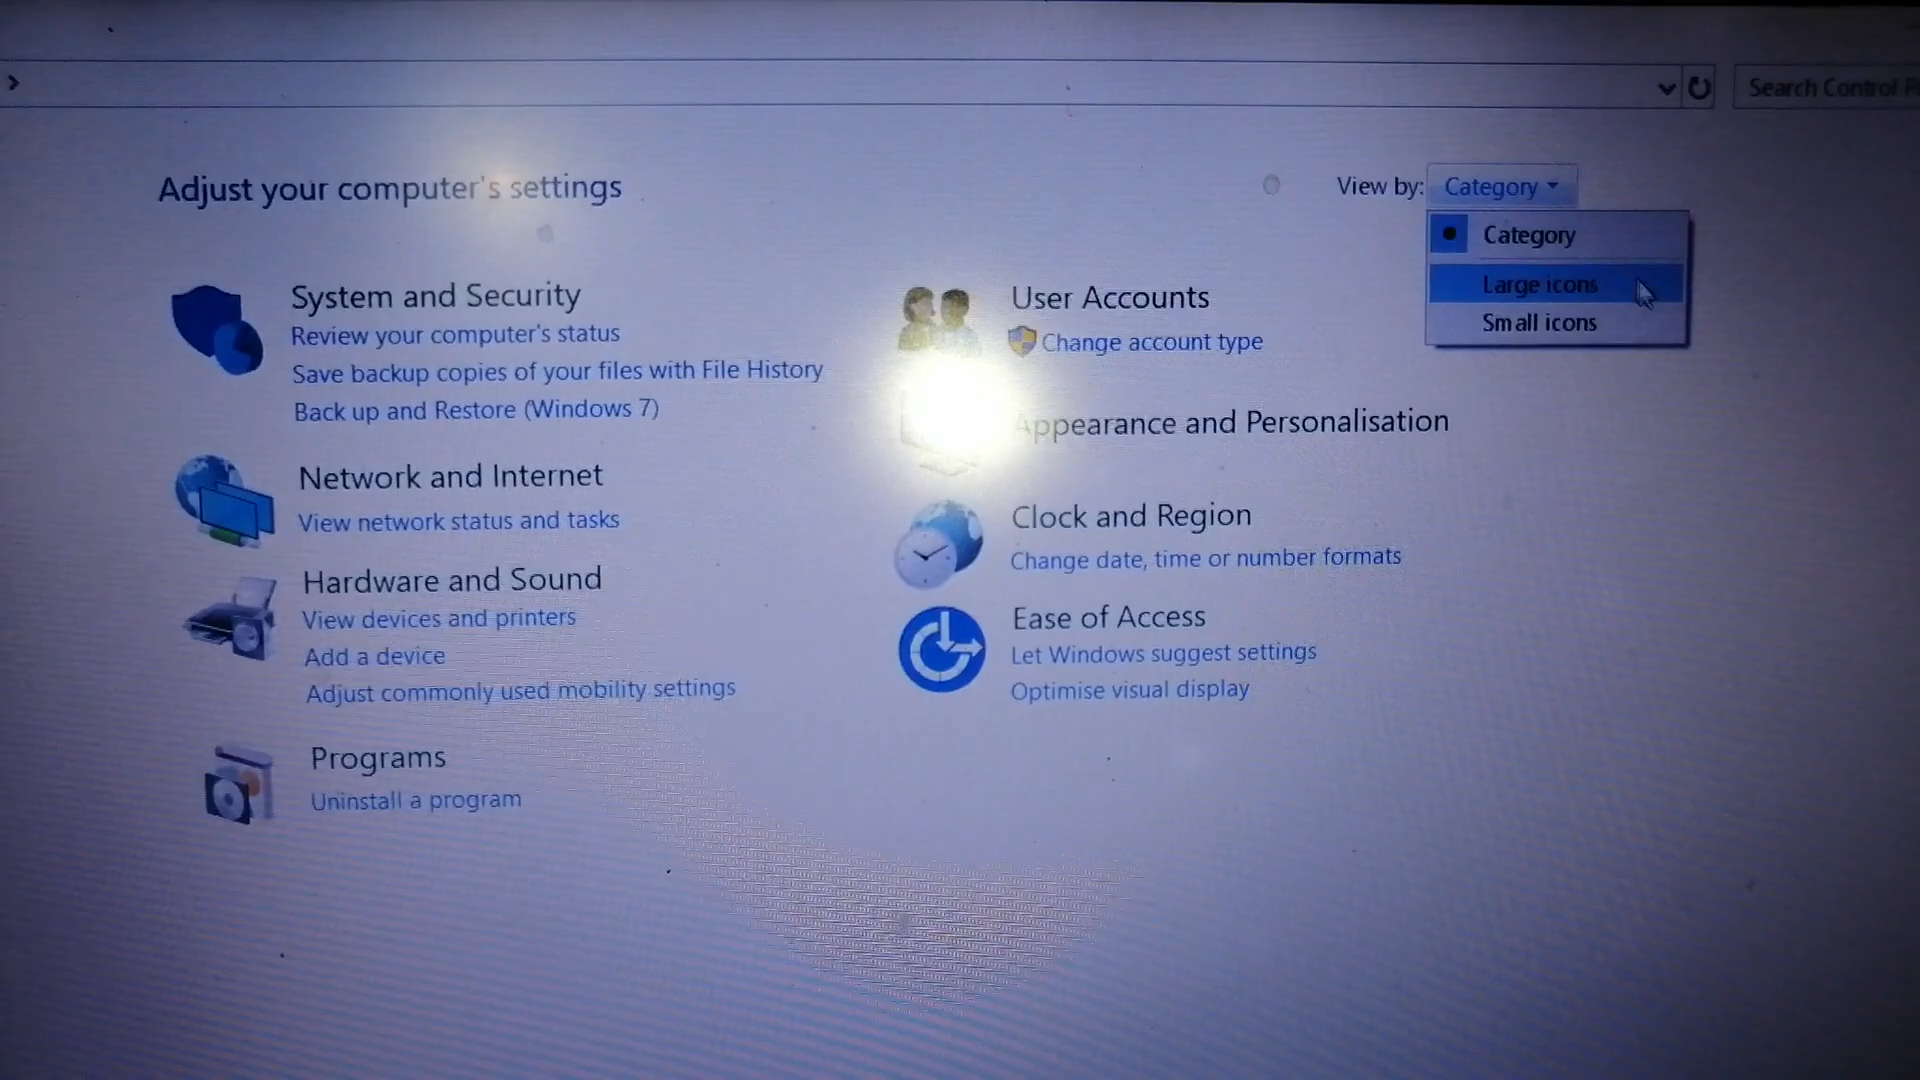 Search Control
Adjust your computer's settings
View by: Category
Category
Large icons
Small icons
System and Security
Review your computer's status
Save backup copies of your files with File History
Back up and Restore (Windows 7)
Network and Internet
View network status and tasks
Hardware and Sound
View devices and printers
Add a device
Adjust commonly used mobility settings
Programs
Uninstall a program
User Accounts
Change account type
Appearance and Personalisation
Clock and Region
Change date, time or number formats
Ease of Access
Let Windows suggest settings
Optimise visual display